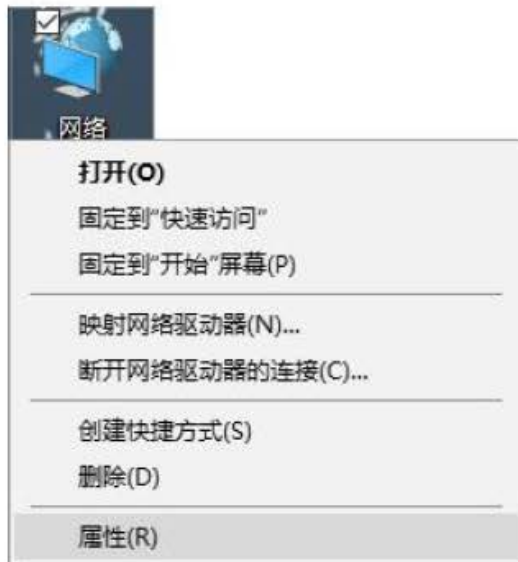 网络
打开(O)
固定到"快速访问"
固定到"开始"屏幕(P)
映射网络驱动器(N)...
断开网络驱动器的连接(C)...
创建快捷方式(S)
删除(D)
属性(R)